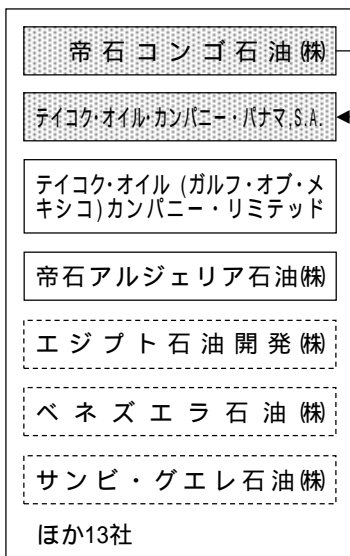 帝石コンゴ石油㈱
テイコク・オイル・カンパニー・パナマ,S.A.
テイコク・オイル (ガルフ・オブ・メ
キシコ)カンパニー・リミテッド
帝石アルジェリア石油㈱
エジプト石油開発㈱
ベネズエラ石油㈱
サンビ・グエレ石油㈱
ほか13社